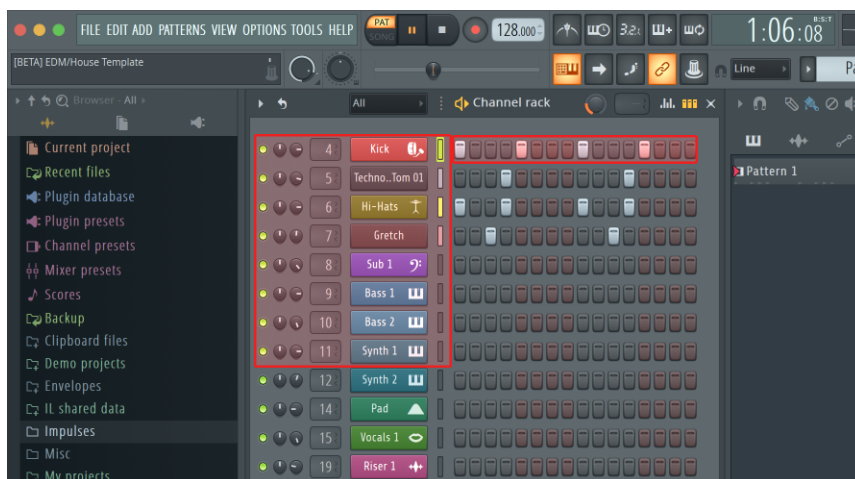 FILE EDIT ADD PATTERNS VIEW OPTIONS TOOLS HELP
PAT
SONG
128.000
3.2.
B:S:T
1:06:08
[BETA] EDM/House Template
Line
Browser - All
All
Channel rack
Current project
Recent files
Plugin database
Plugin presets
Channel presets
Mixer presets
Scores
Backup
Clipboard files
Demo projects
Envelopes
IL shared data
Impulses
Misc
My projects
4 Kick
5 Techno..Tom 01
6 Hi-Hats
7 Gretch
8 Sub 1
9 Bass 1
10 Bass 2
11 Synth 1
12 Synth 2
14 Pad
15 Vocals 1
19 Riser 1
Pattern 1